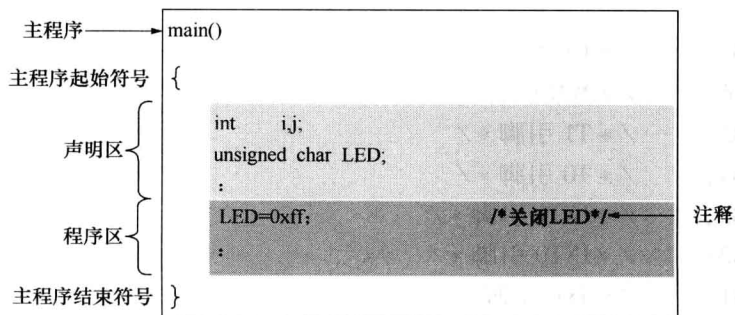 主程序 main()
主程序起始符号 {
声明区
int i,j;
unsigned char LED;
:
程序区
LED=0xff; /*关闭LED*/ 注释
:
主程序结束符号 }